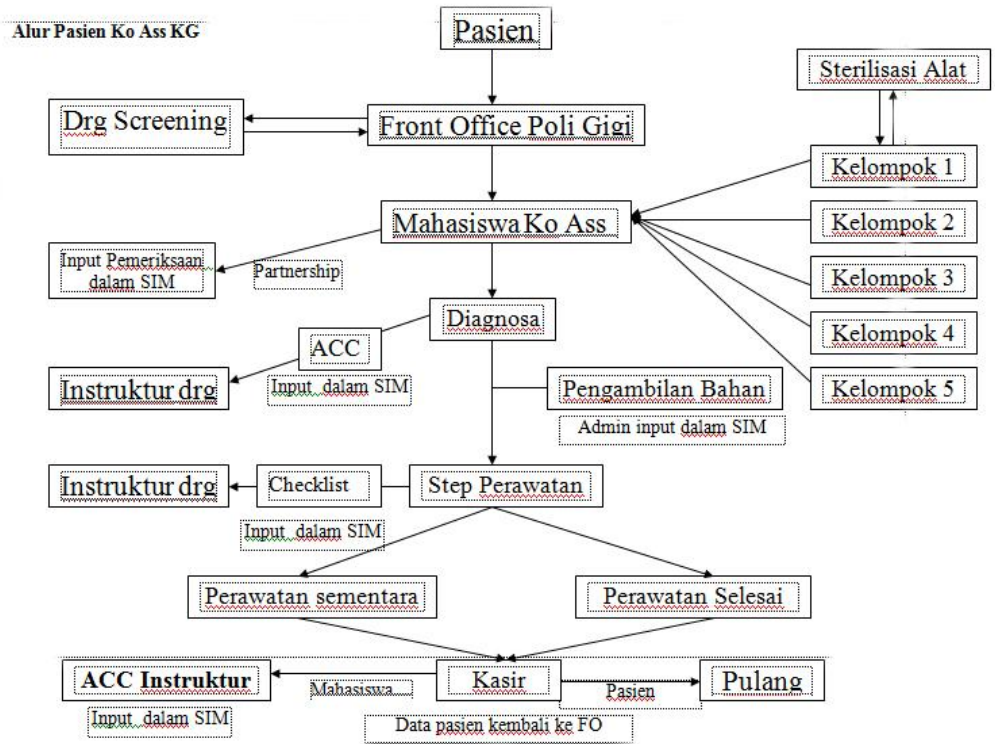 Alur Pasien Ko Ass KG
Pasien
Sterilisasi Alat
Drg Screening
Front Office Poli Gigi
Kelompok 1
Mahasiswa Ko Ass
Kelompok 2
Input Pemeriksaan
dalam SIM
Partnership
Kelompok 3
Diagnosa
Kelompok 4
ACC
Instruktur drg
Input dalam SIM
Pengambilan Bahan
Kelompok 5
Admin input dalam SIM
Instruktur drg
Checklist
Step Perawatan
Input dalam SIM
Perawatan sementara
Perawatan Selesai
ACC Instruktur
Mahasiswa
Kasir
Pasien
Pulang
Input dalam SIM
Data pasien kembali ke FO